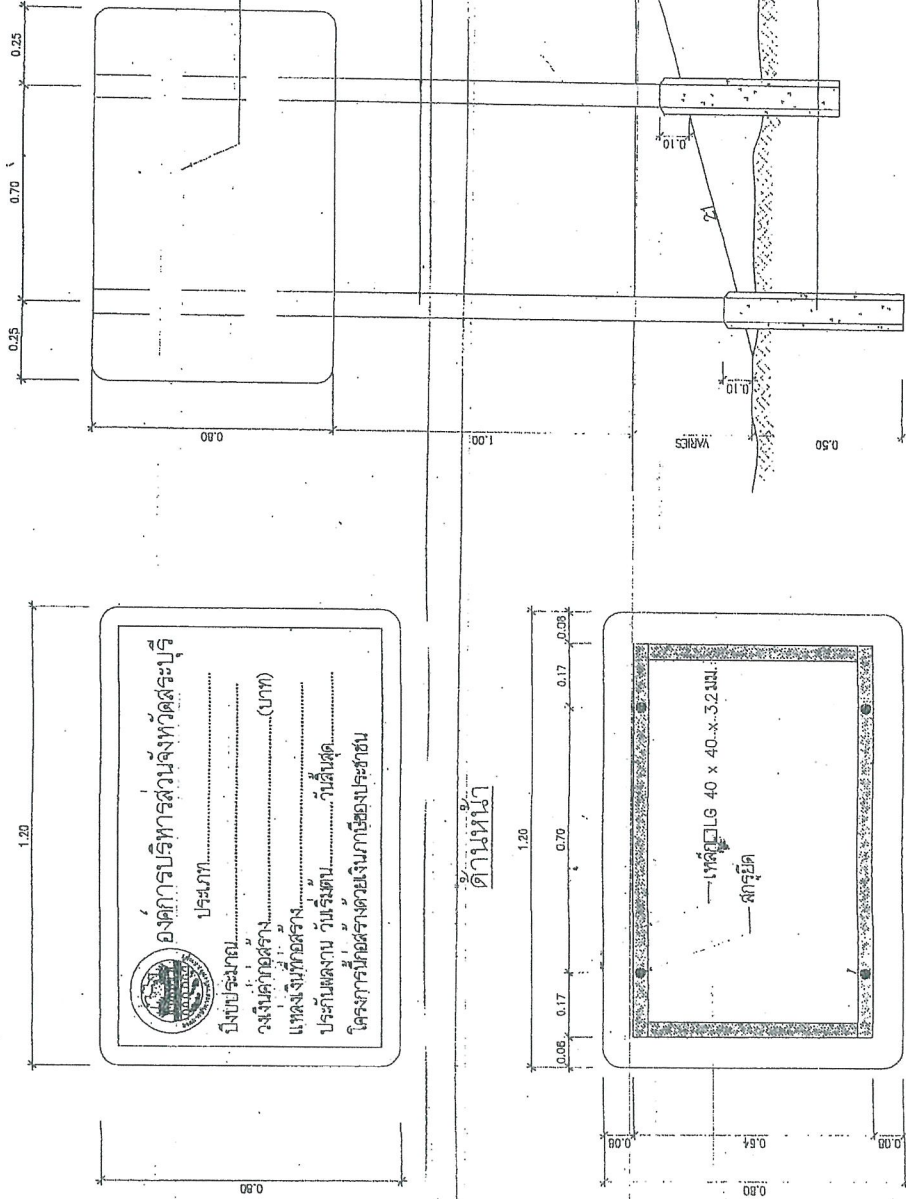 0.25
0.70
0.25
0.80
1.00
VARIES
0.50
0.10
0.10
2:1
1.20
0.80
องค์การบริหารส่วนจังหวัดสระบุรี
ประเภท
ปีงบประมาณ
วงเงินค่าก่อสร้าง (บาท)
แหล่งเงินที่ก่อสร้าง
ประกันผลงาน วันเริ่มต้น วันสิ้นสุด
โครงการนี้ก่อสร้างด้วยเงินภาษีของประชาชน
ด้านหน้า
1.20
0.08
0.17
0.70
0.17
0.08
0.08
0.64
0.08
0.80
เหล็ก□LG 40 x 40 x 3.2 มม.
สกรูยึด